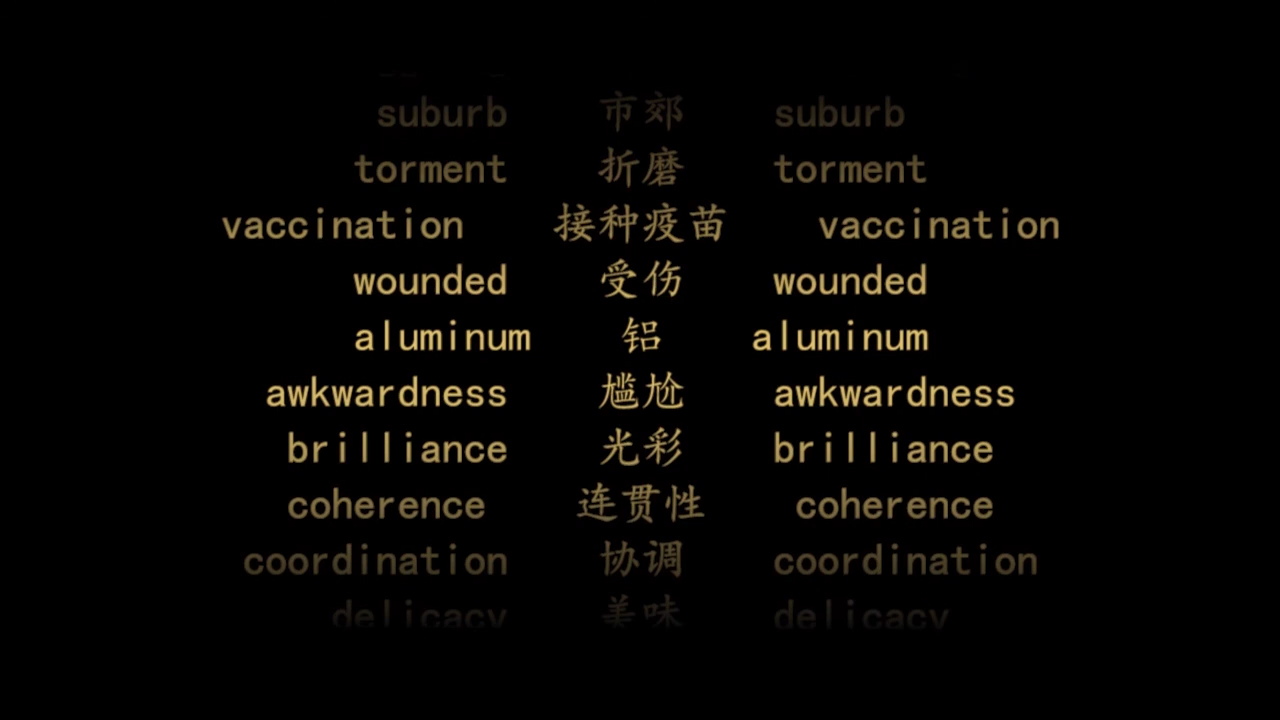 suburb 市郊 suburb
torment 折磨 torment
vaccination 接种疫苗 vaccination
wounded 受伤 wounded
aluminum 铝 aluminum
awkwardness 尴尬 awkwardness
brilliance 光彩 brilliance
coherence 连贯性 coherence
coordination 协调 coordination
delicacy 美味 delicacy